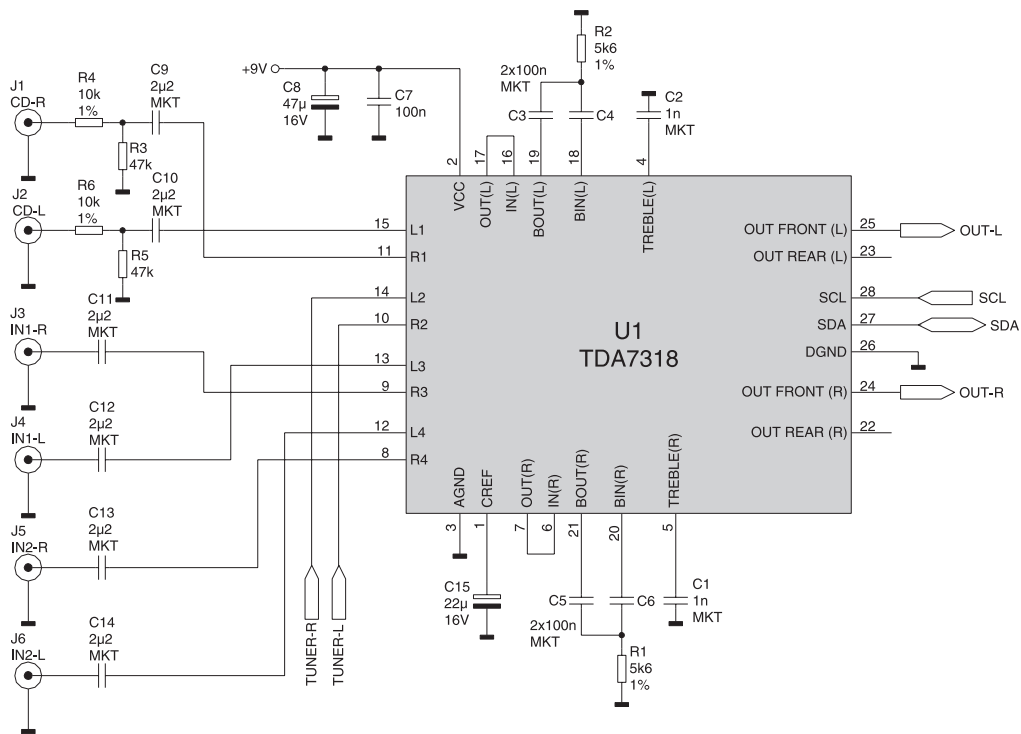 J1
CD-R
R4
10k
1%
C9
2µ2
MKT
R3
47k
J2
CD-L
R6
10k
1%
C10
2µ2
MKT
R5
47k
J3
IN1-R
C11
2µ2
MKT
J4
IN1-L
C12
2µ2
MKT
J5
IN2-R
C13
2µ2
MKT
J6
IN2-L
C14
2µ2
MKT
TUNER-R
TUNER-L
+9V
C8
47µ
16V
C7
100n
R2
5k6
1%
2x100n
MKT
C3
C4
C2
1n
MKT
2
17
16
19
18
4
VCC
OUT(L)
IN(L)
BOUT(L)
BIN(L)
TREBLE(L)
15
L1
11
R1
14
L2
10
R2
13
L3
9
R3
12
L4
8
R4
U1
TDA7318
OUT FRONT (L)
25
OUT-L
OUT REAR (L)
23
SCL
28
SCL
SDA
27
SDA
DGND
26
OUT FRONT (R)
24
OUT-R
OUT REAR (R)
22
AGND
CREF
OUT(R)
IN(R)
BOUT(R)
BIN(R)
TREBLE(R)
3
1
7
6
21
20
5
C15
22µ
16V
C5
C6
2x100n
MKT
C1
1n
MKT
R1
5k6
1%